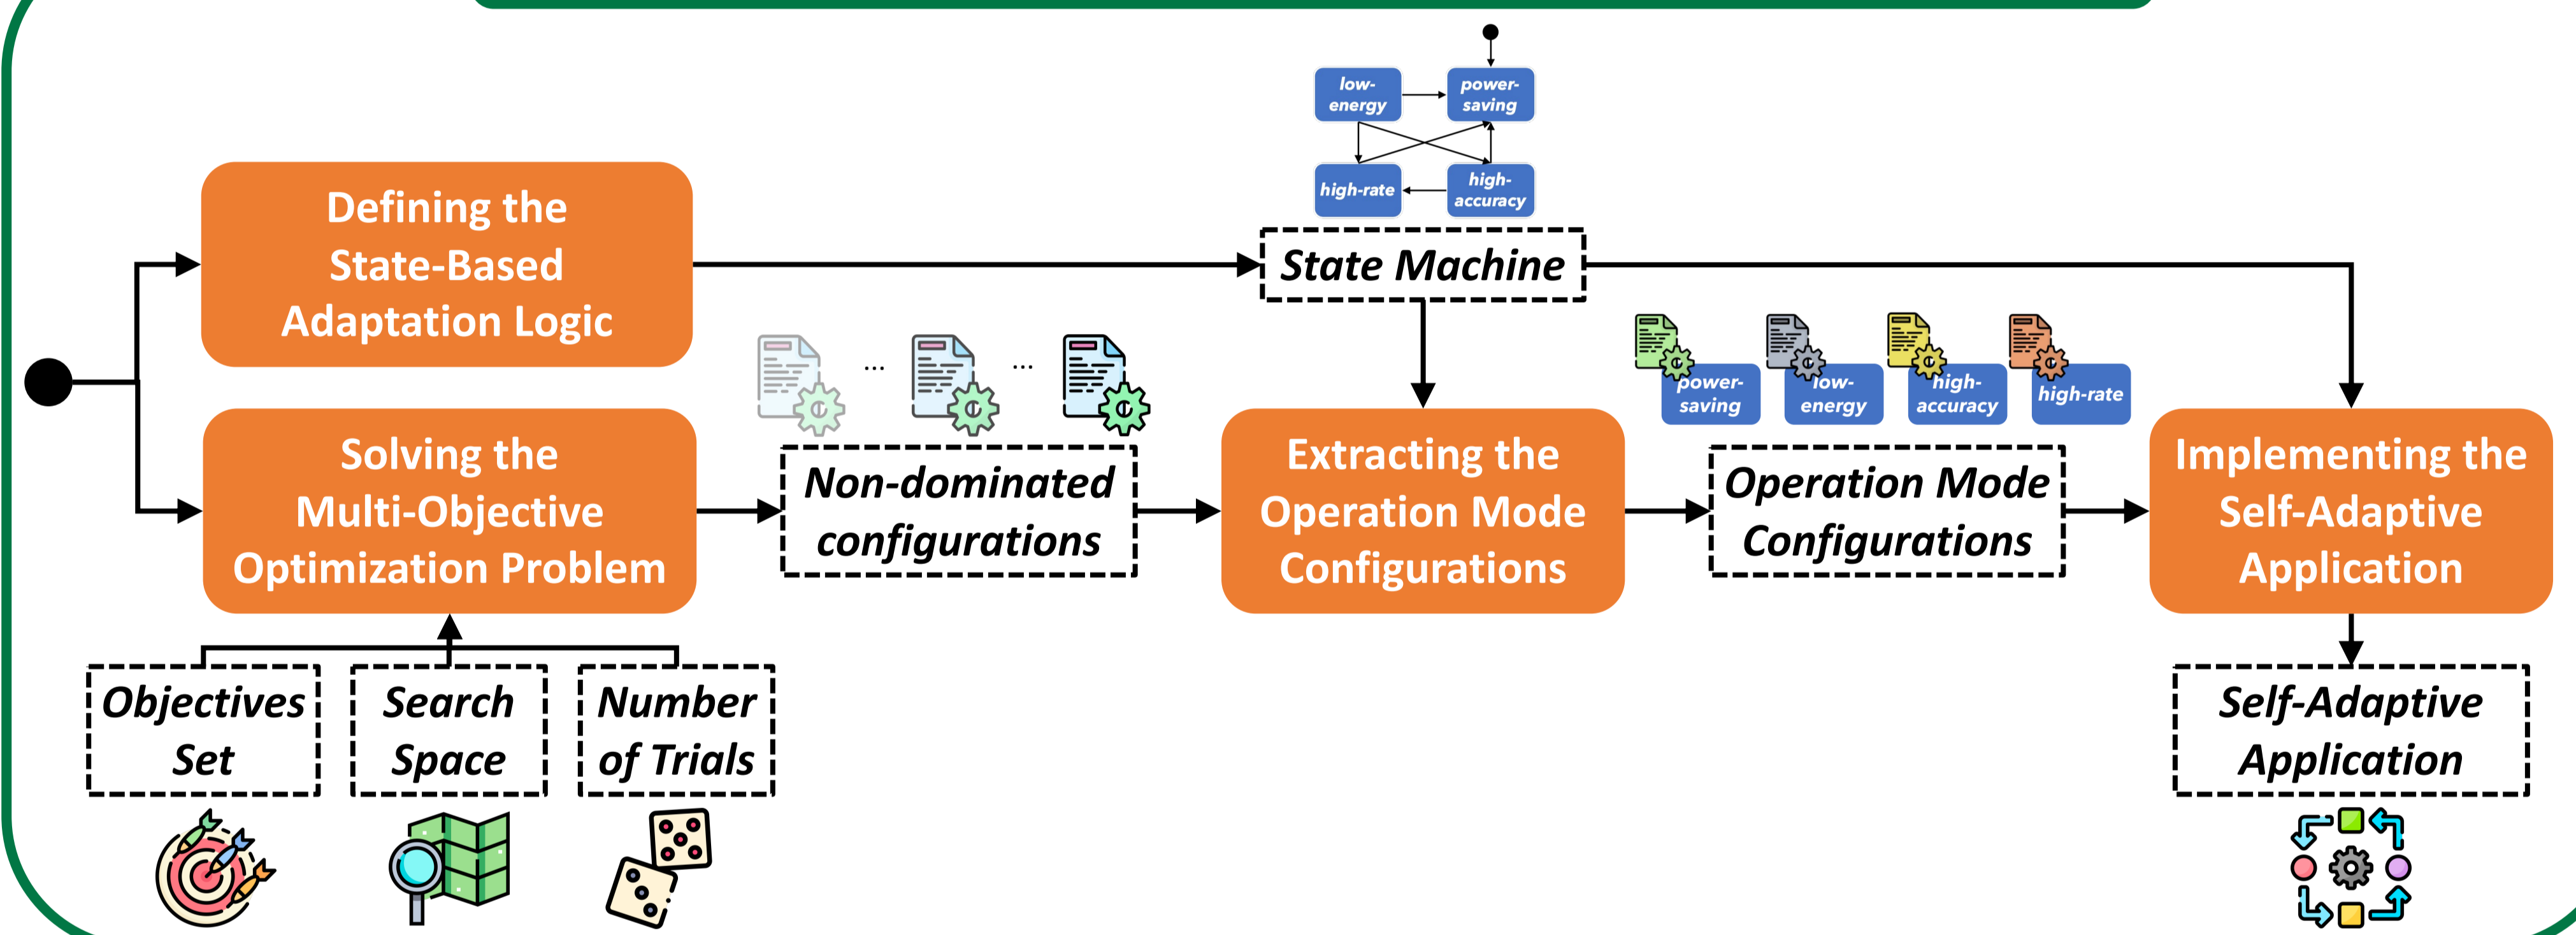 low-
energy
power-
saving
high-rate
high-
accuracy
Defining the
State-Based
Adaptation Logic
State Machine
...
...
power-
saving
low-
energy
high-
accuracy
high-rate
Solving the
Multi-Objective
Optimization Problem
Non-dominated
configurations
Extracting the
Operation Mode
Configurations
Operation Mode
Configurations
Implementing the
Self-Adaptive
Application
Objectives
Set
Search
Space
Number
of Trials
Self-Adaptive
Application